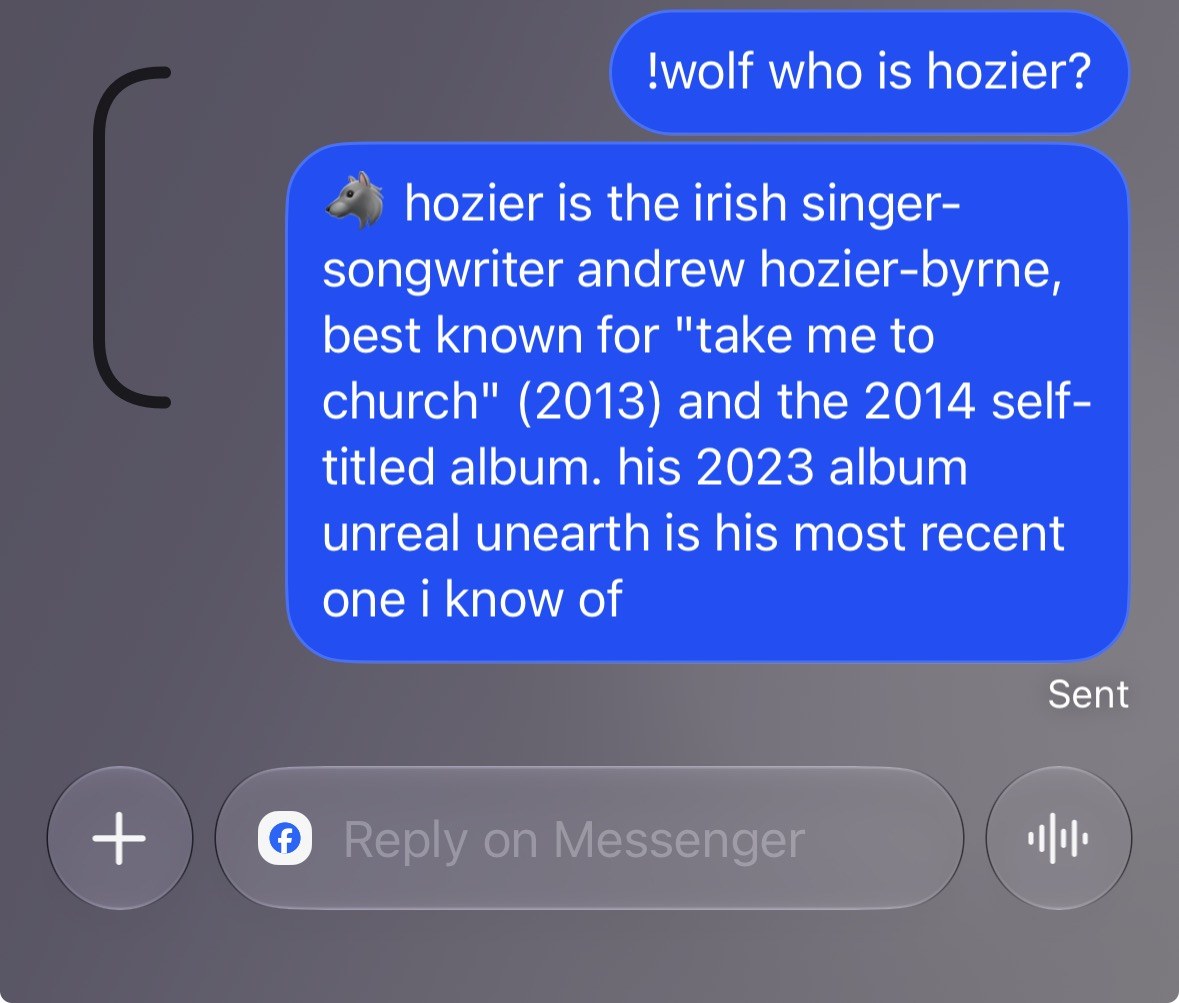 !wolf who is hozier?
🐺 hozier is the irish singer-
songwriter andrew hozier-byrne,
best known for "take me to
church" (2013) and the 2014 self-
titled album. his 2023 album
unreal unearth is his most recent
one i know of
Sent
Reply on Messenger